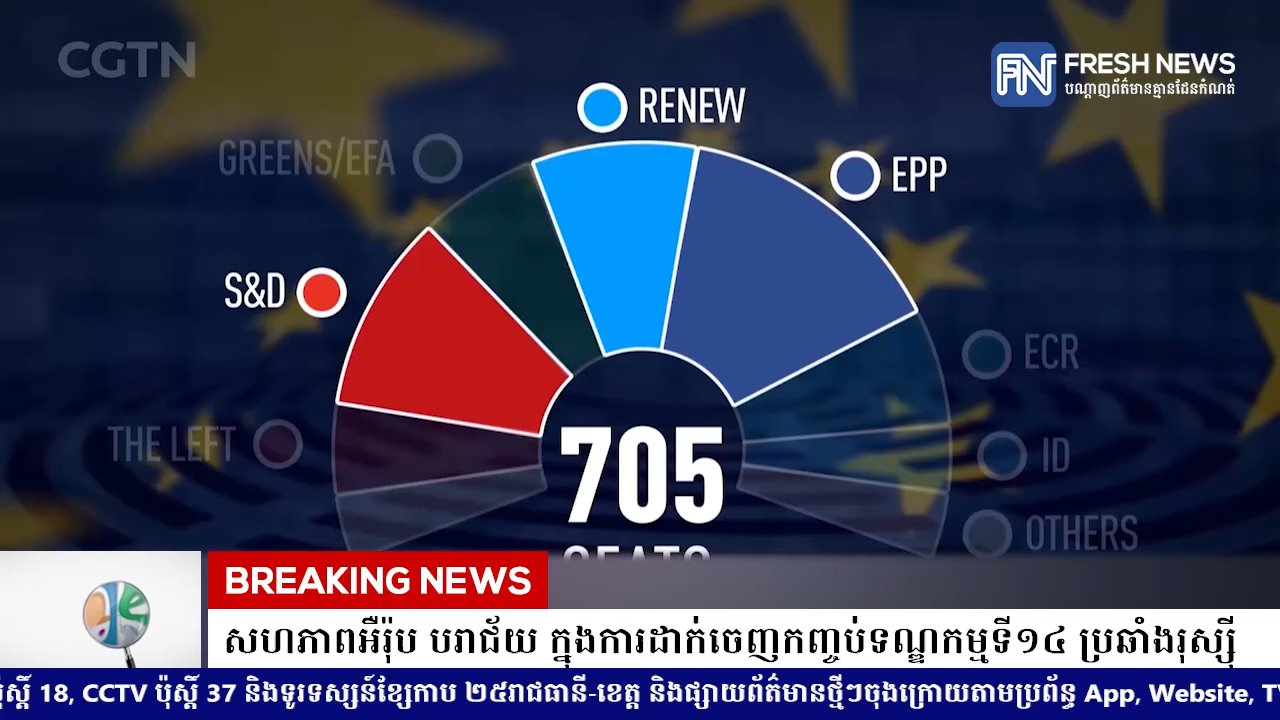 CGTN
FRESH NEWS
បណ្ដាញព័ត៌មានគ្មានដែនកំណត់
RENEW
GREENS/EFA
EPP
S&D
ECR
THE LEFT
ID
705
SEATS
OTHERS
BREAKING NEWS
សហភាពអឺរ៉ុប បរាជ័យ ក្នុងការដាក់ចេញកញ្ចប់ទណ្ឌកម្មទី១៤ ប្រឆាំងរុស្ស៊ី
ប៉ុស្តិ៍ 18, CCTV ប៉ុស្តិ៍ 37 និងទូរទស្សន៍ខ្សែកាប ២៥រាជធានី-ខេត្ត និងផ្សាយព័ត៌មានថ្មីៗចុងក្រោយតាមប្រព័ន្ធ App, Website, TV